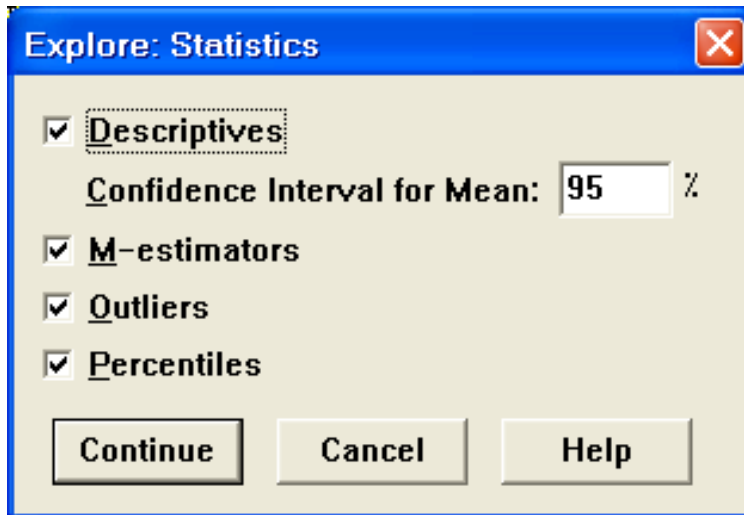 Explore: Statistics
Descriptives
Confidence Interval for Mean: 95 %
M-estimators
Outliers
Percentiles
Continue Cancel Help